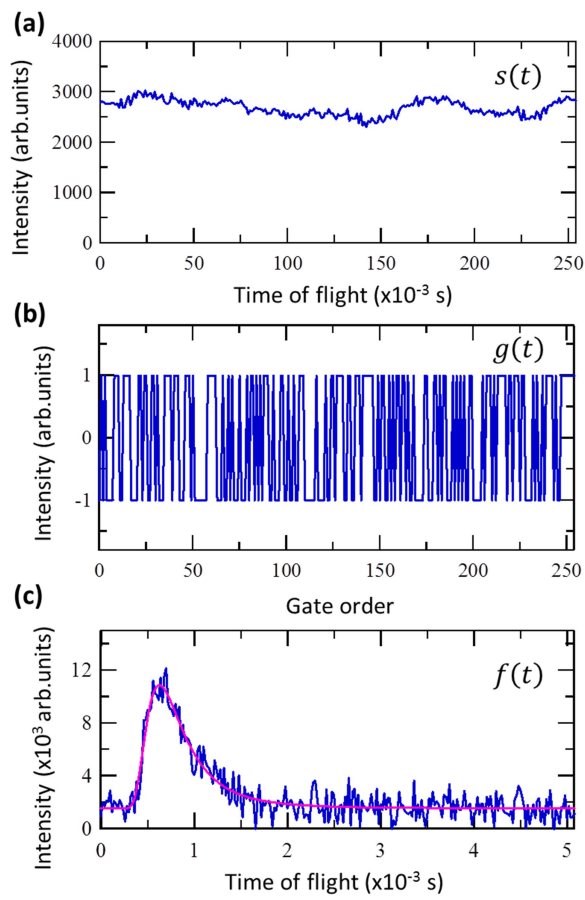 (a)
4000
3000
2000
1000
0
Intensity (arb.units)
s(t)
0 50 100 150 200 250
Time of flight (x10⁻³ s)
(b)
1
0
-1
Intensity (arb.units)
g(t)
0 50 100 150 200 250
Gate order
(c)
12
8
4
0
Intensity (x10³ arb.units)
f(t)
0 1 2 3 4 5
Time of flight (x10⁻³ s)